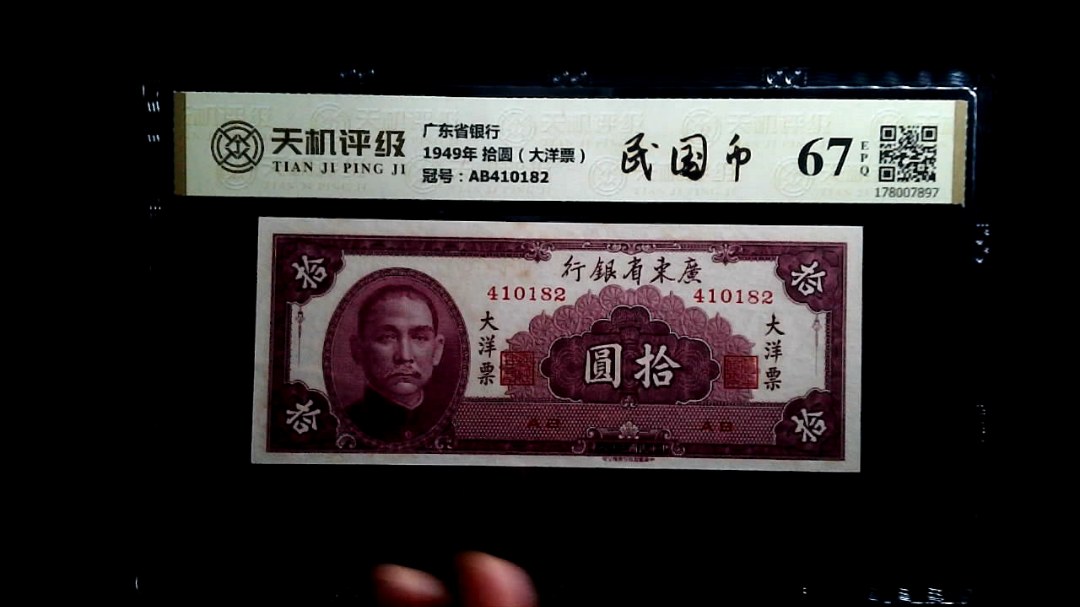 天机评级
TIAN JI PING JI
广东省银行
1949年 拾圆（大洋票）
冠号：AB410182
民国币
67
EPQ
178007897
行銀省東廣
410182 410182
拾 拾
大洋票 大洋票
圓拾
AB AB
拾 拾